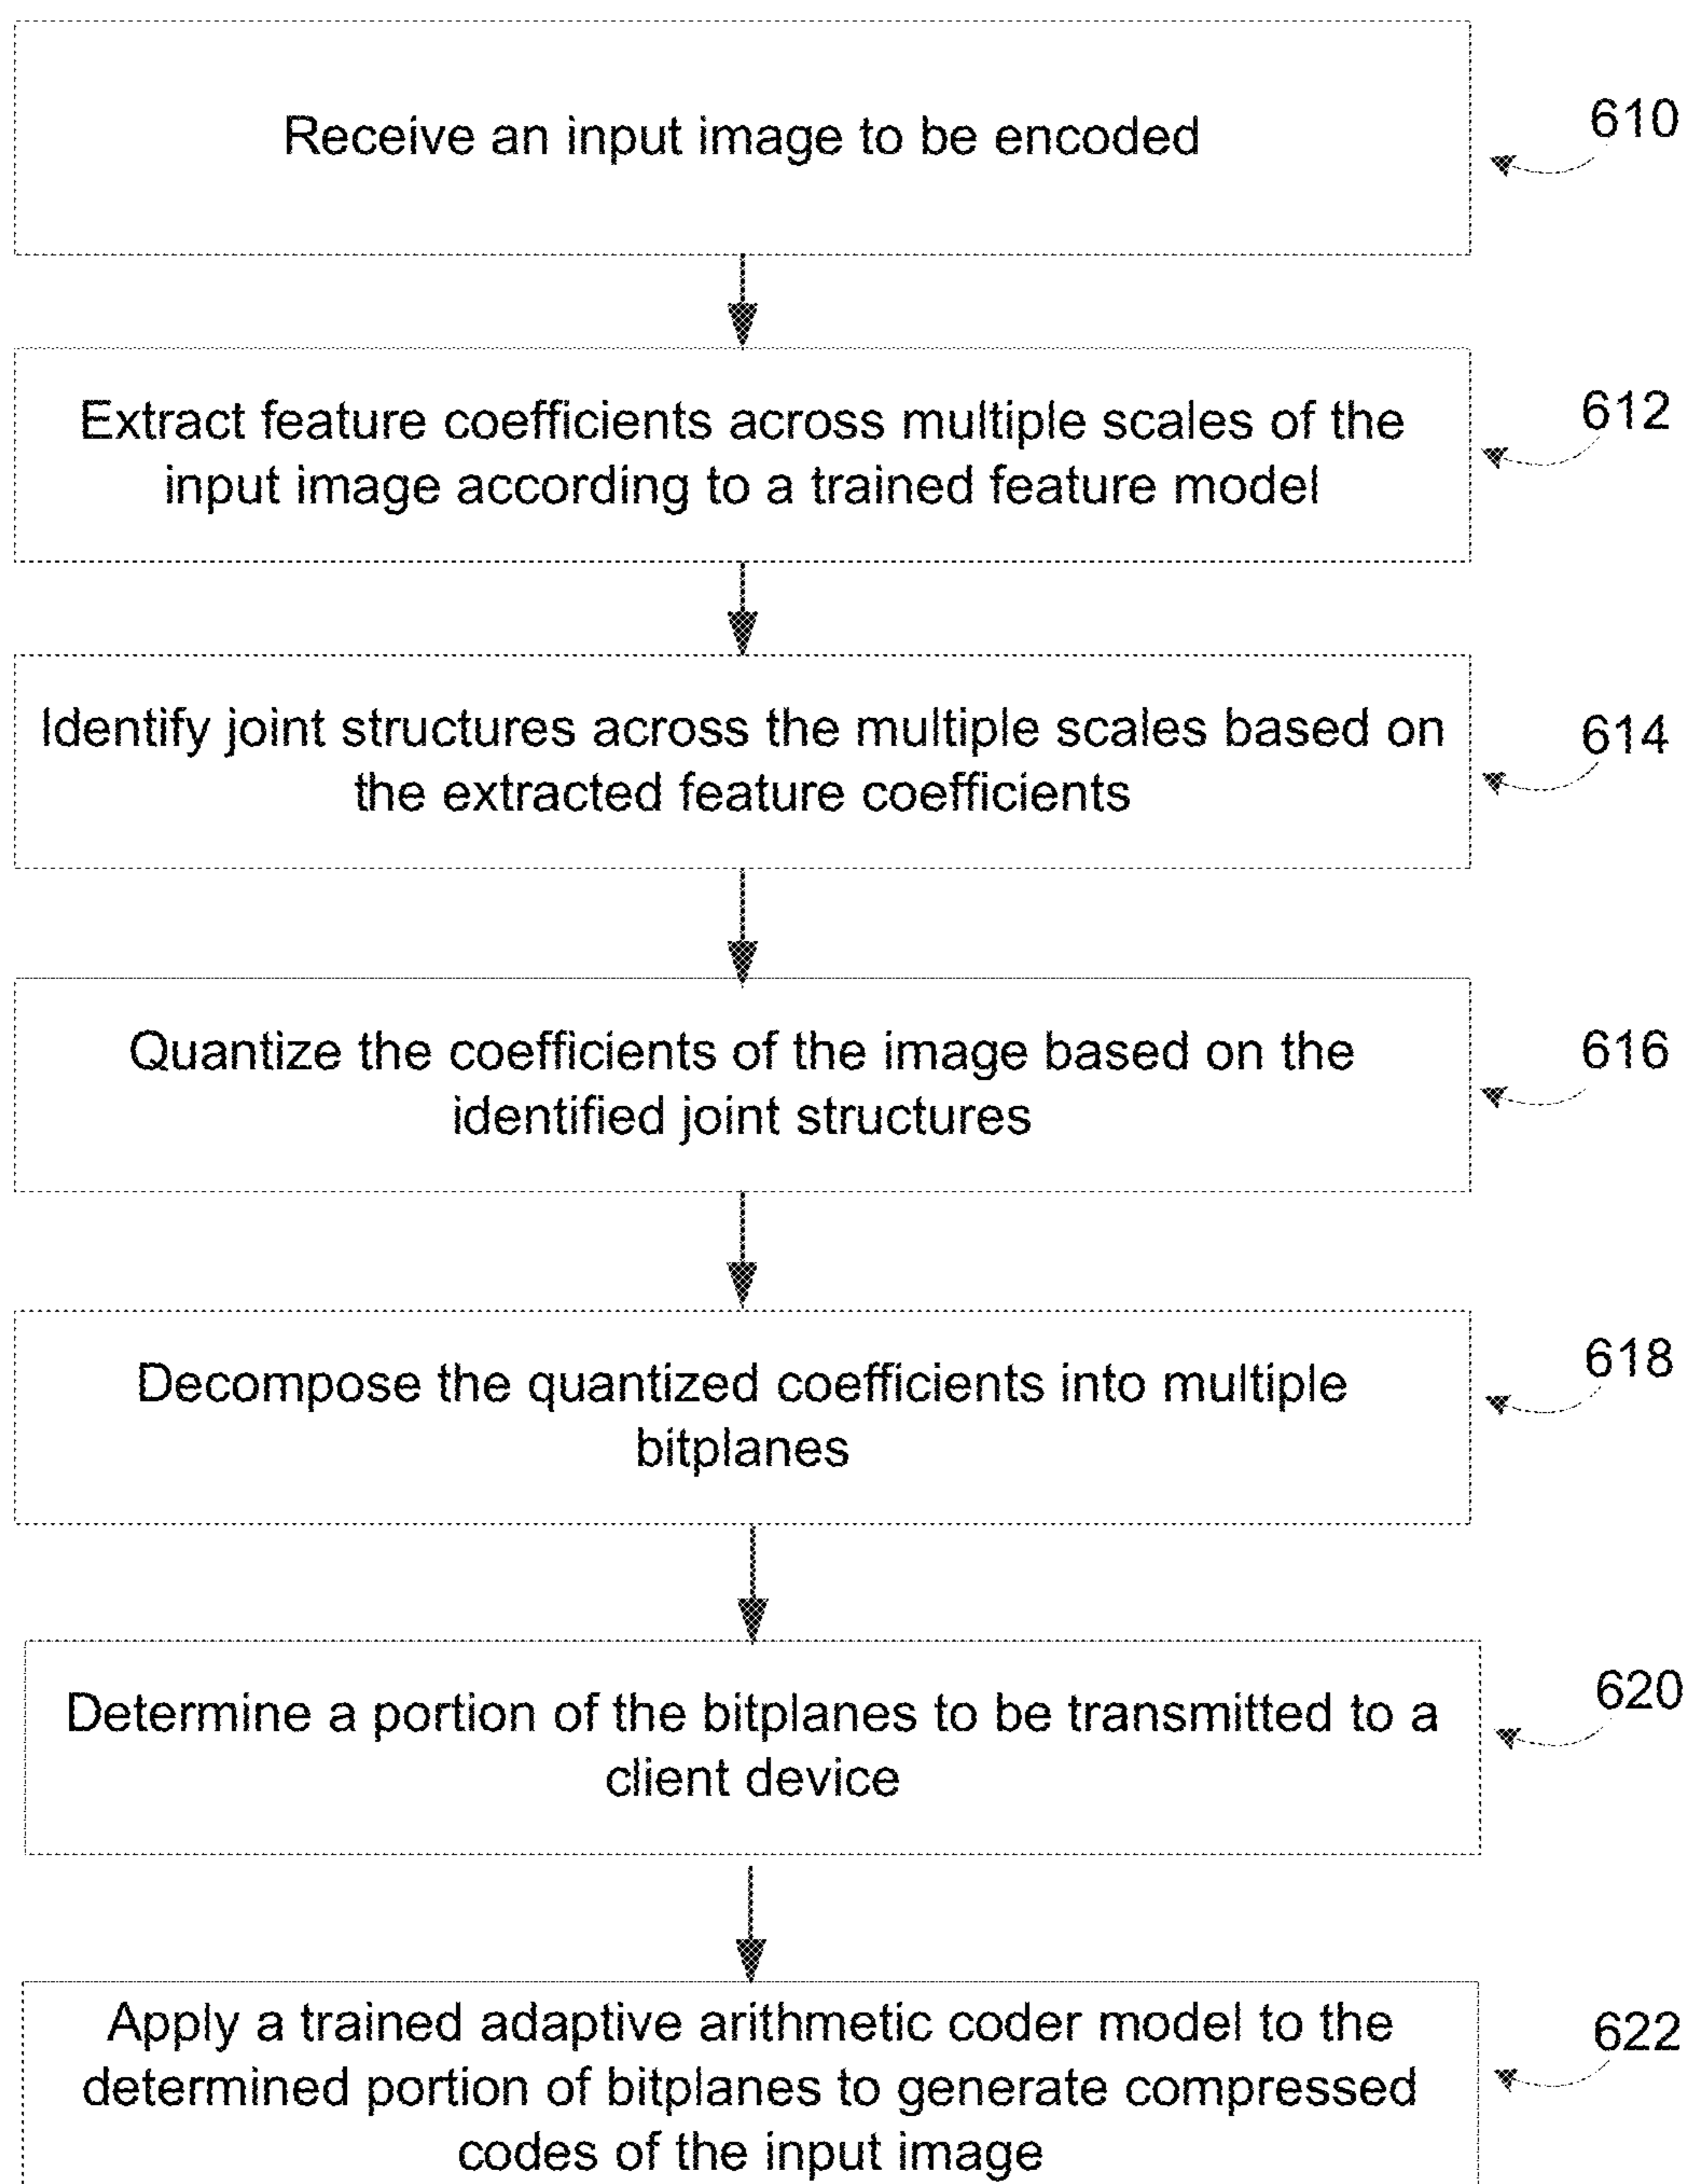 Receive an input image to be encoded
610
Extract feature coefficients across multiple scales of the
input image according to a trained feature model
612
Identify joint structures across the multiple scales based on
the extracted feature coefficients
614
Quantize the coefficients of the image based on the
identified joint structures
616
Decompose the quantized coefficients into multiple
bitplanes
618
Determine a portion of the bitplanes to be transmitted to a
client device
620
Apply a trained adaptive arithmetic coder model to the
determined portion of bitplanes to generate compressed
codes of the input image
622